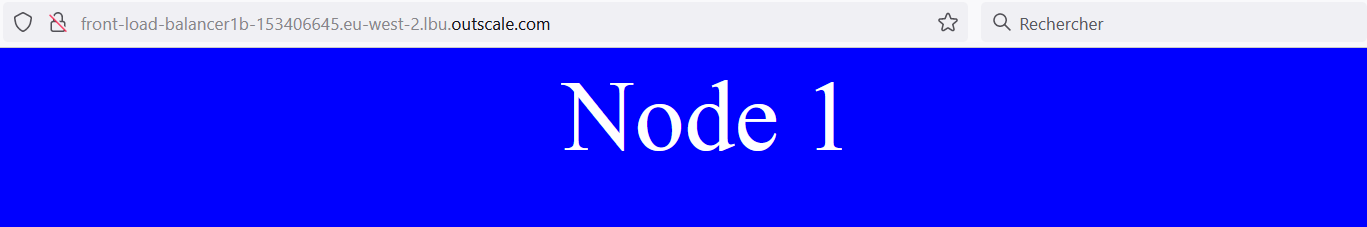 front-load-balancer1b-153406645.eu-west-2.lbu.outscale.com
Rechercher
Node 1